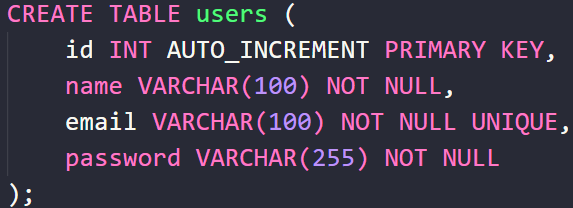 CREATE TABLE users (
    id INT AUTO_INCREMENT PRIMARY KEY,
    name VARCHAR(100) NOT NULL,
    email VARCHAR(100) NOT NULL UNIQUE,
    password VARCHAR(255) NOT NULL
);